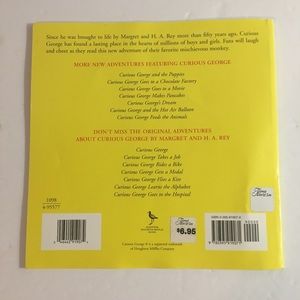 Since he was brought to life by Margret and H. A. Rey more than fifty years ago, Curious
George has found a lasting place in the hearts of millions of boys and girls. Fans will laugh
and cheer as they read this new adventure of their favorite mischievous monkey.
MORE NEW ADVENTURES FEATURING CURIOUS GEORGE
Curious George and the Puppies
Curious George Goes to a Chocolate Factory
Curious George Goes to a Movie
Curious George Makes Pancakes
Curious George's Dream
Curious George and the Hot Air Balloon
Curious George Feeds the Animals
DON'T MISS THE ORIGINAL ADVENTURES
ABOUT CURIOUS GEORGE BY MARGRET AND H. A. REY
Curious George
Curious George Takes a Job
Curious George Rides a Bike
Curious George Gets a Medal
Curious George Flies a Kite
Curious George Learns the Alphabet
Curious George Goes to the Hospital
1098
6-95577
$6.95
Curious George ® is a registered trademark
of Houghton Mifflin Company